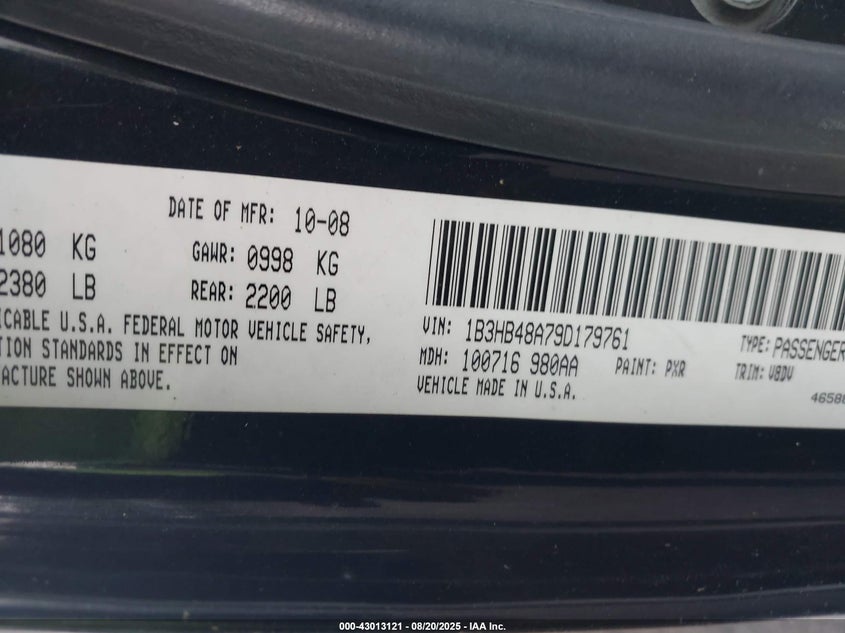 DATE OF MFR: 10-08
1080 KG GAWR: 0998 KG
2380 LB REAR: 2200 LB
ICABLE U.S.A. FEDERAL MOTOR VEHICLE SAFETY,
TION STANDARDS IN EFFECT ON
ACTURE SHOWN ABOVE.
VIN: 1B3HB48A79D179761 TYPE: PASSENGER
MDH: 100716 980AA PAINT: PXR TRIM: V8DV
VEHICLE MADE IN U.S.A.
4658
000-43013121 - 08/20/2025 - IAA Inc.